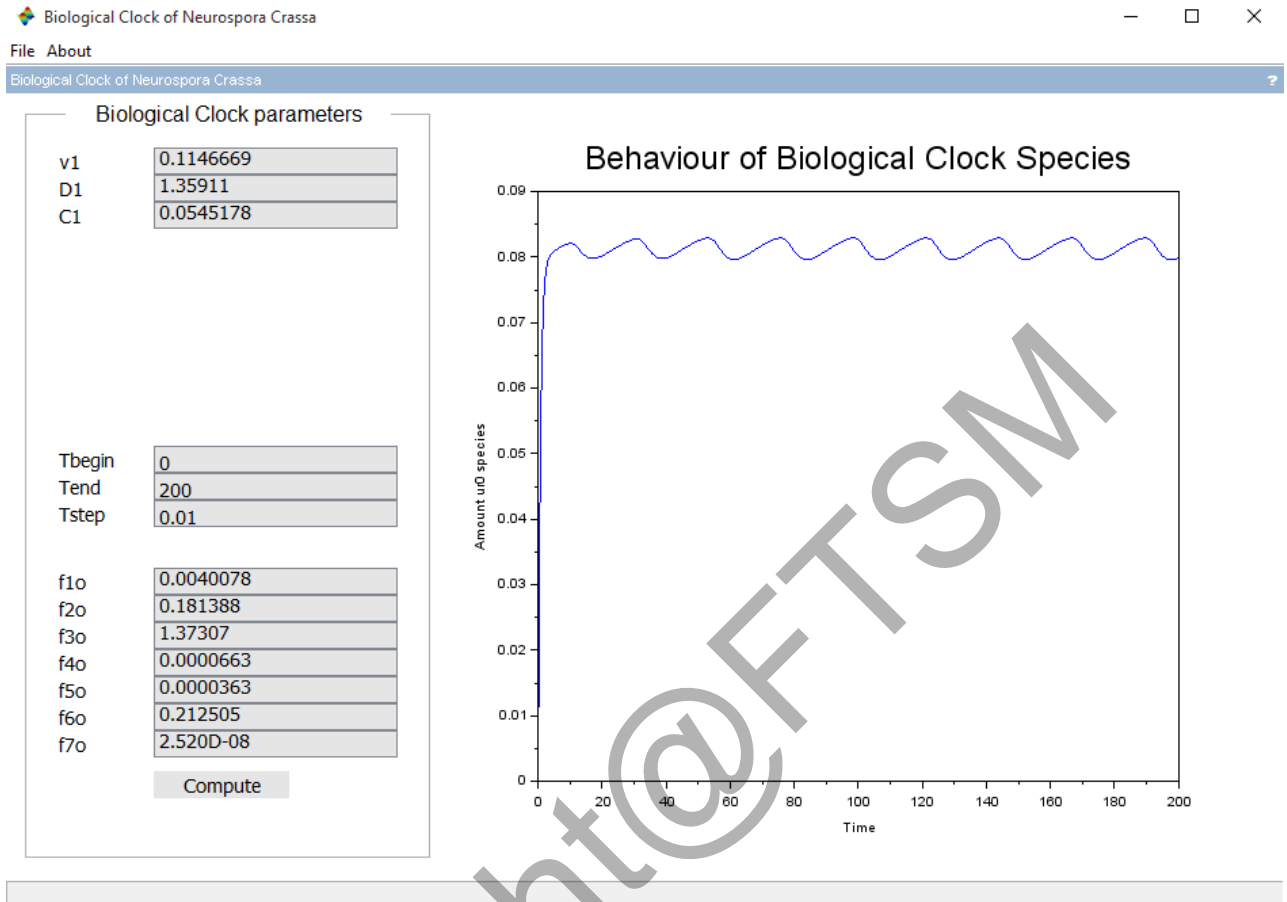 Biological Clock of Neurospora Crassa
File About
Biological Clock of Neurospora Crassa ?
Biological Clock parameters
v1 0.1146669
D1 1.35911
C1 0.0545178
Tbegin 0
Tend 200
Tstep 0.01
f1o 0.0040078
f2o 0.181388
f3o 1.37307
f4o 0.0000663
f5o 0.0000363
f6o 0.212505
f7o 2.520D-08
Compute
Behaviour of Biological Clock Species
0.09
0.08
0.07
0.06
0.05
0.04
0.03
0.02
0.01
0
Amount ur0 species
0 20 40 60 80 100 120 140 160 180 200
Time
ht@FTSM